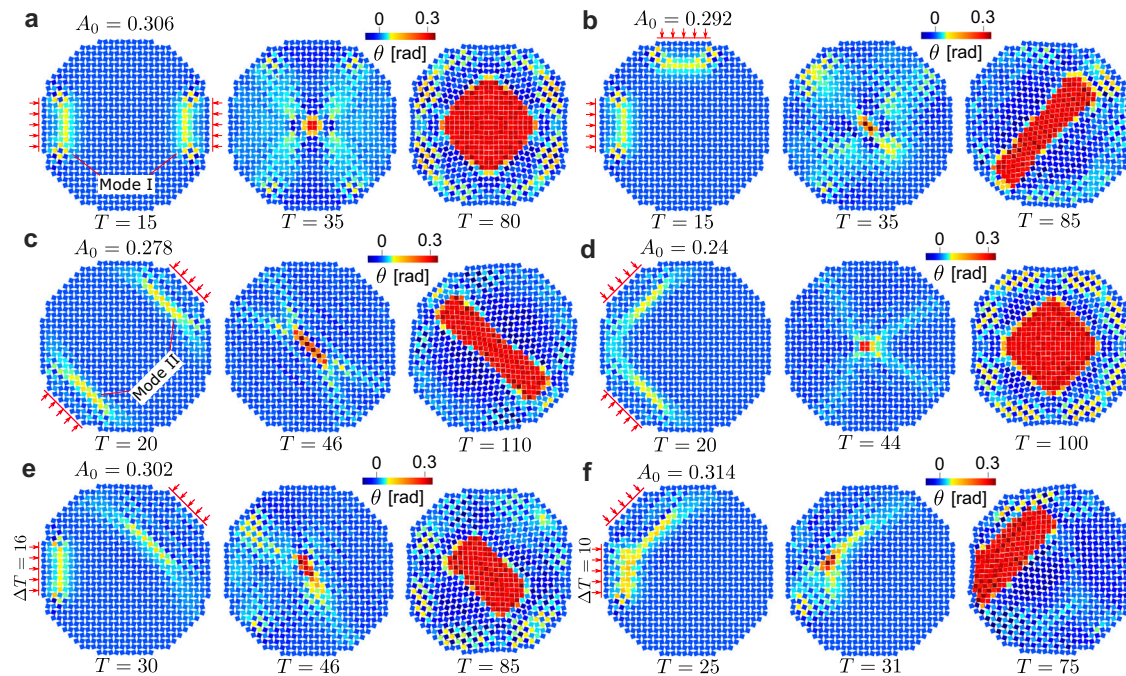 a
A₀ = 0.306
0 0.3
θ [rad]
Mode I
T = 15
T = 35
T = 80
b
A₀ = 0.292
0 0.3
θ [rad]
T = 15
T = 35
T = 85
c
A₀ = 0.278
0 0.3
θ [rad]
Mode II
T = 20
T = 46
T = 110
d
A₀ = 0.24
0 0.3
θ [rad]
T = 20
T = 44
T = 100
e
A₀ = 0.302
0 0.3
θ [rad]
ΔT = 16
T = 30
T = 46
T = 85
f
A₀ = 0.314
0 0.3
θ [rad]
ΔT = 10
T = 25
T = 31
T = 75